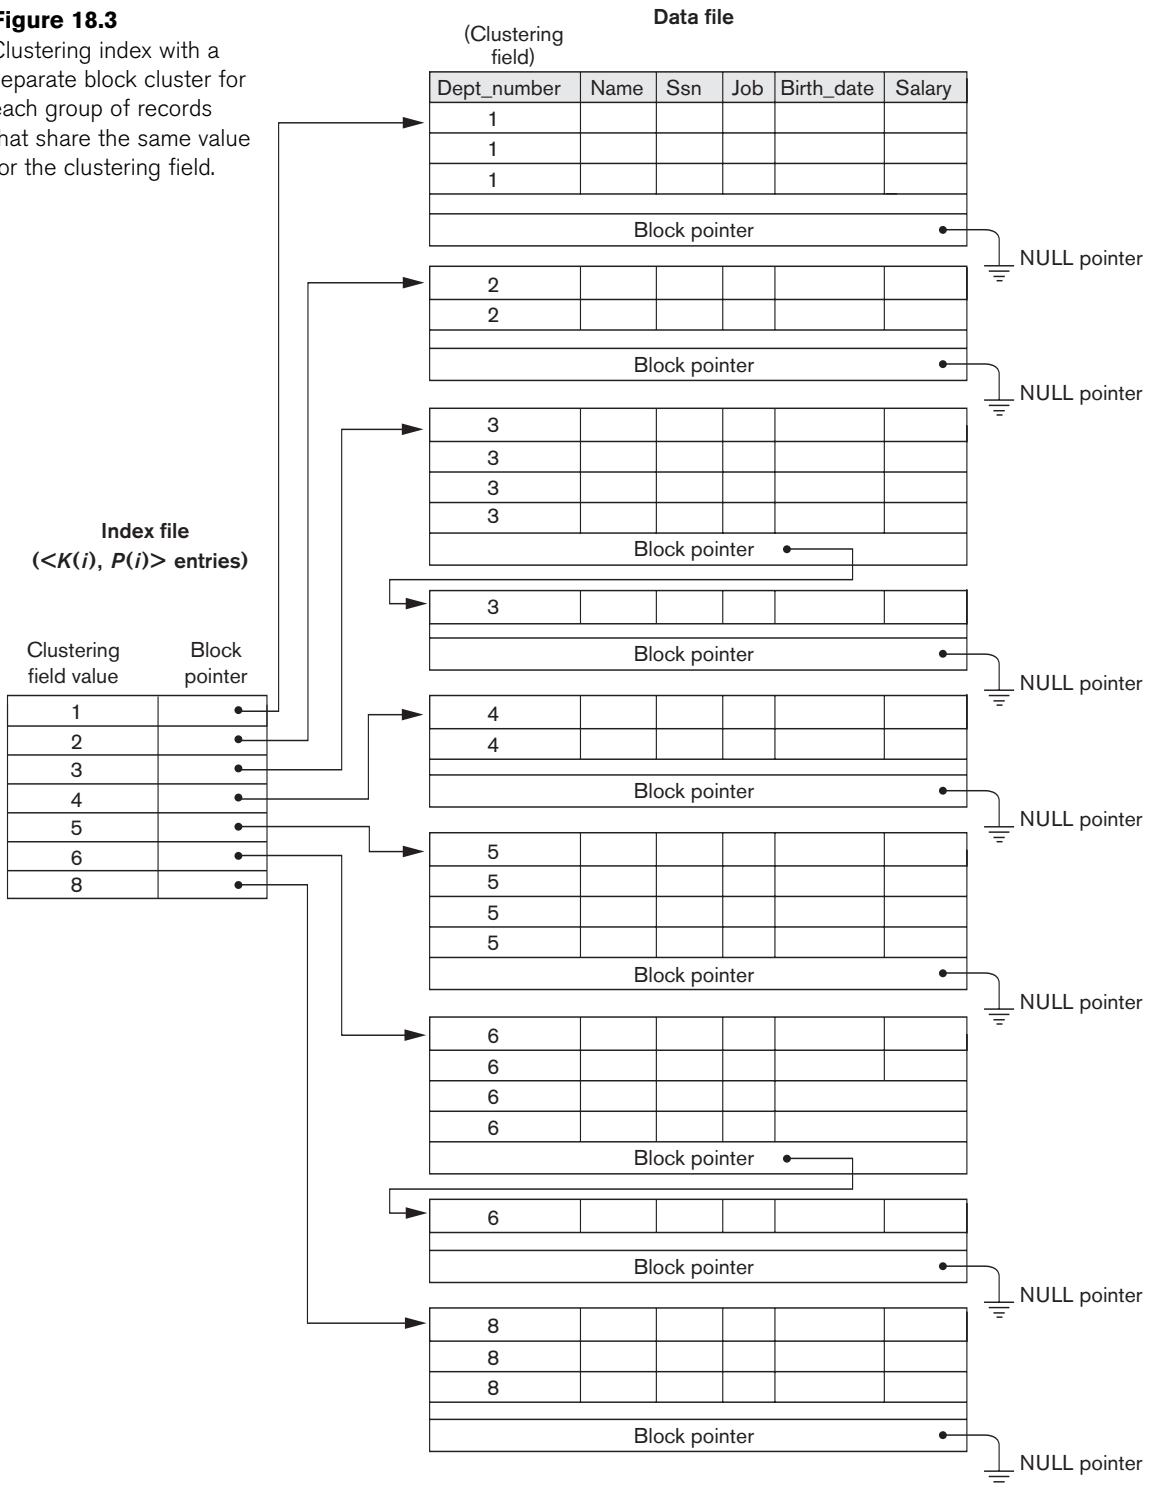 Figure 18.3
Clustering index with a
separate block cluster for
each group of records
that share the same value
for the clustering field.
Data file
(Clustering
field)
Dept_number Name Ssn Job Birth_date Salary
1
1
1
Block pointer
NULL pointer
2
2
Block pointer
NULL pointer
3
3
3
3
Block pointer
3
Block pointer
NULL pointer
4
4
Block pointer
NULL pointer
5
5
5
5
Block pointer
NULL pointer
6
6
6
6
Block pointer
6
Block pointer
NULL pointer
8
8
8
Block pointer
NULL pointer
Index file
(<K(i), P(i)> entries)
Clustering
field value
Block
pointer
1
2
3
4
5
6
8